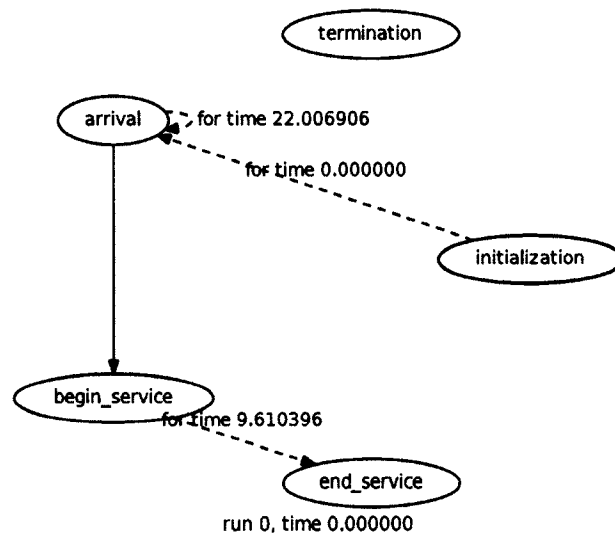 termination
arrival
for time 22.006906
for time 0.000000
initialization
begin_service
for time 9.610396
end_service
run 0, time 0.000000